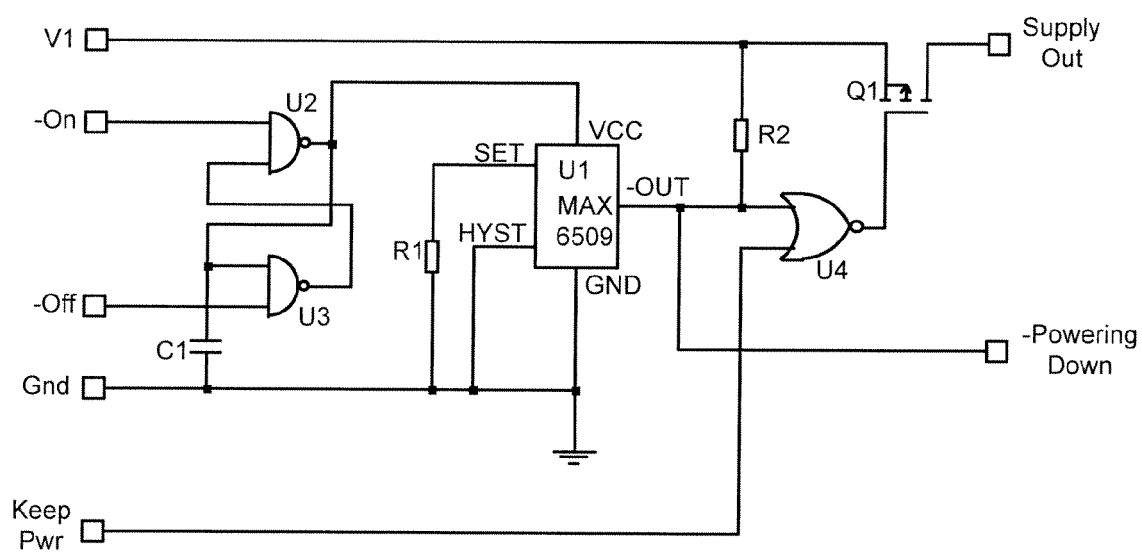 V1
Supply
Out
-On
U2
Q1
VCC
R2
SET
U1
-OUT
MAX
6509
HYST
R1
U4
GND
-Off
U3
C1
-Powering
Down
Gnd
Keep
Pwr